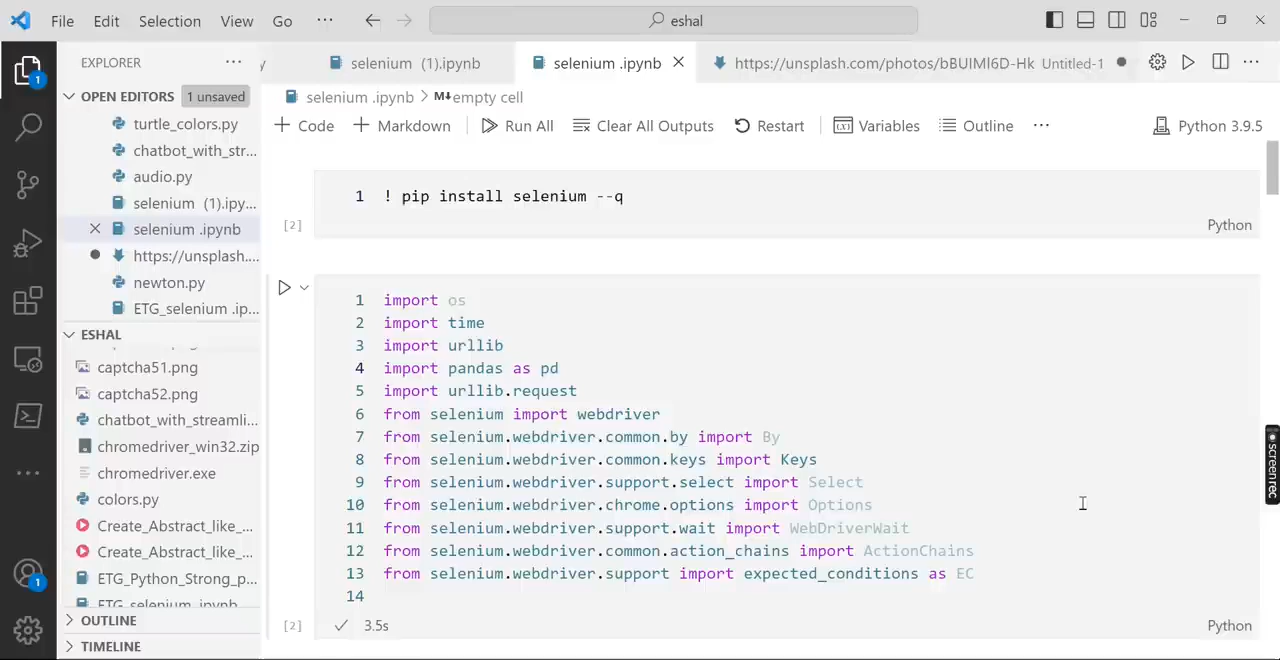 File Edit Selection View Go ··· eshal
EXPLORER ···
y selenium (1).ipynb selenium .ipynb https://unsplash.com/photos/bBUIMl6D-Hk Untitled-1
OPEN EDITORS 1 unsaved
selenium .ipynb > M↓empty cell
+ Code + Markdown Run All Clear All Outputs Restart Variables Outline ··· Python 3.9.5
turtle_colors.py
chatbot_with_str...
audio.py
selenium (1).ipy...
selenium .ipynb
https://unsplash....
newton.py
ETG_selenium .ip...
ESHAL
captcha51.png
captcha52.png
chatbot_with_streamli...
chromedriver_win32.zip
chromedriver.exe
colors.py
Create_Abstract_like_...
Create_Abstract_like_...
ETG_Python_Strong_p...
ETG_selenium .ipynb
OUTLINE
TIMELINE
1
1
1 ! pip install selenium --q
[2] Python
1 import os
2 import time
3 import urllib
4 import pandas as pd
5 import urllib.request
6 from selenium import webdriver
7 from selenium.webdriver.common.by import By
8 from selenium.webdriver.common.keys import Keys
9 from selenium.webdriver.support.select import Select
10 from selenium.webdriver.chrome.options import Options
11 from selenium.webdriver.support.wait import WebDriverWait
12 from selenium.webdriver.common.action_chains import ActionChains
13 from selenium.webdriver.support import expected_conditions as EC
14
[2] 3.5s Python
screenrec